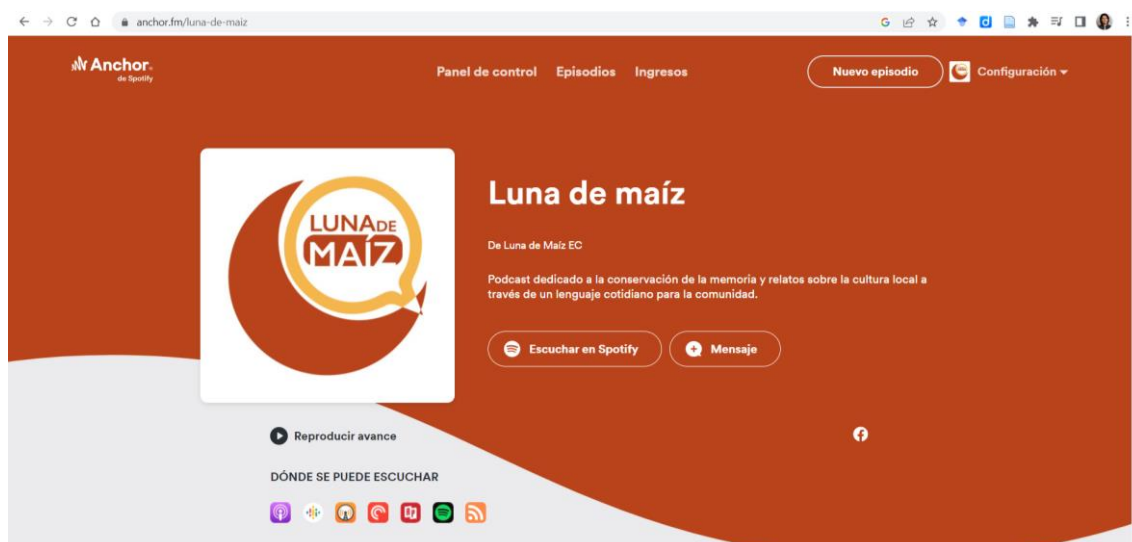 anchor.fm/luna-de-maiz
Anchor
de Spotify
Panel de control Episodios Ingresos Nuevo episodio Configuración
LUNA DE
MAÍZ
Luna de maíz
De Luna de Maíz EC
Podcast dedicado a la conservación de la memoria y relatos sobre la cultura local a
través de un lenguaje cotidiano para la comunidad.
Escuchar en Spotify Mensaje
Reproducir avance
DÓNDE SE PUEDE ESCUCHAR